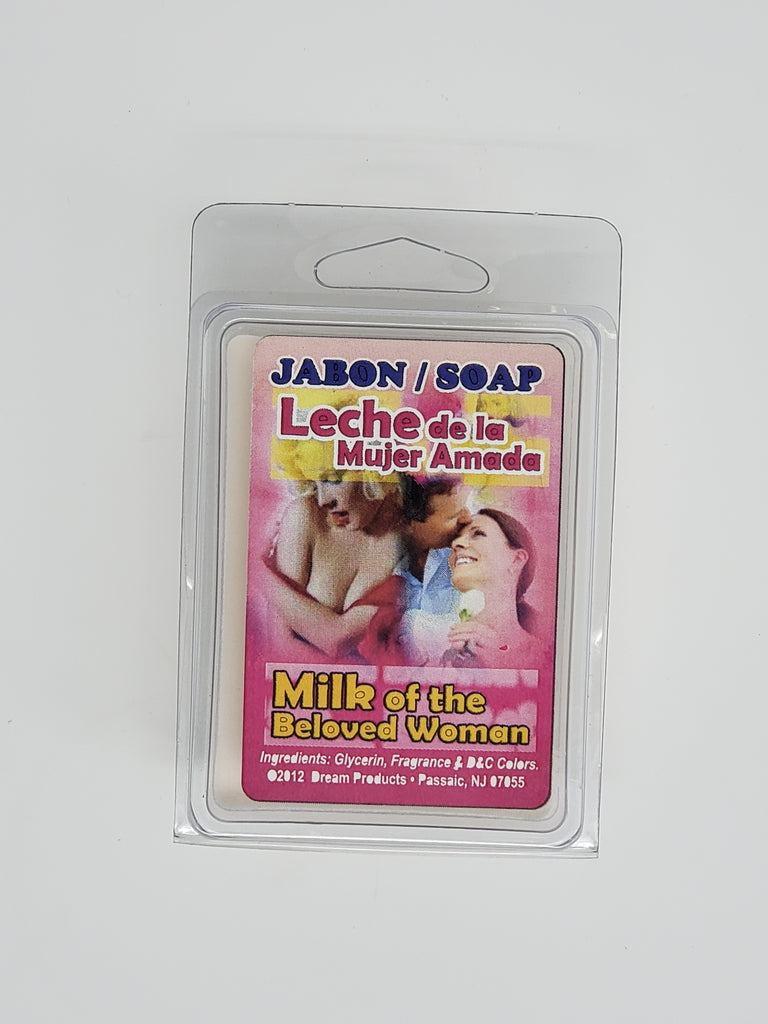 JABON / SOAP
Leche de la
Mujer Amada
Milk of the
Beloved Woman
Ingredients: Glycerin, Fragrance & D&C Colors.
©2012 Dream Products • Passaic, NJ 07055